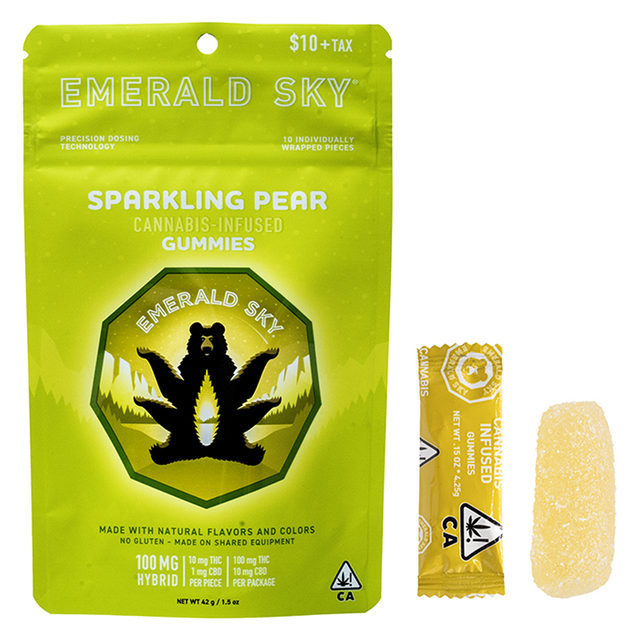 $10 + TAX
EMERALD SKY®
PRECISION DOSING
TECHNOLOGY
10 INDIVIDUALLY
WRAPPED PIECES
SPARKLING PEAR
CANNABIS-INFUSED
GUMMIES
EMERALD SKY
MADE WITH NATURAL FLAVORS AND COLORS
NO GLUTEN - MADE ON SHARED EQUIPMENT
100 MG
HYBRID
10 mg THC
1 mg CBD
PER PIECE
100 mg THC
10 mg CBD
PER PACKAGE
!
CA
NET WT 42 g / 1.5 oz
CANNABIS
EMERALD SKY
CANNABIS
INFUSED
GUMMIES
NET WT .15 OZ * 4.25g
!
CA